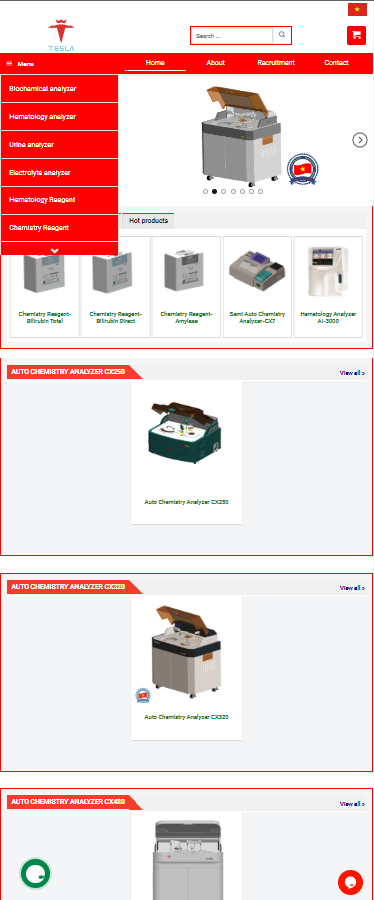 TESLA
Search ...
Menu
Home
About
Recruitment
Contact
Biochemical analyzer
Hematology analyzer
Urine analyzer
Electrolyte analyzer
Hematology Reagent
Chemistry Reagent
Hot products
Chemistry Reagent-
Bilirubin Total
Chemistry Reagent-
Bilirubin Direct
Chemistry Reagent-
Amylase
Semi Auto Chemistry
Analyzer-CX7
Hematology Analyzer
AI-3000
AUTO CHEMISTRY ANALYZER CX250
View all >
Auto Chemistry Analyzer CX250
AUTO CHEMISTRY ANALYZER CX320
View all >
Auto Chemistry Analyzer CX320
AUTO CHEMISTRY ANALYZER CX480
View all >